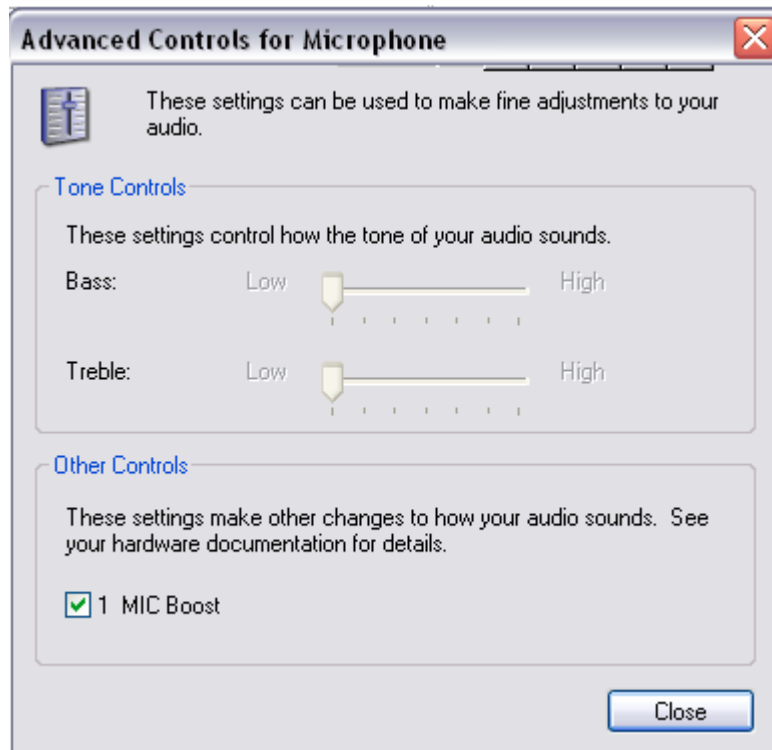 Advanced Controls for Microphone
These settings can be used to make fine adjustments to your
audio.
Tone Controls
These settings control how the tone of your audio sounds.
Bass: Low High
Treble: Low High
Other Controls
These settings make other changes to how your audio sounds. See
your hardware documentation for details.
1 MIC Boost
Close